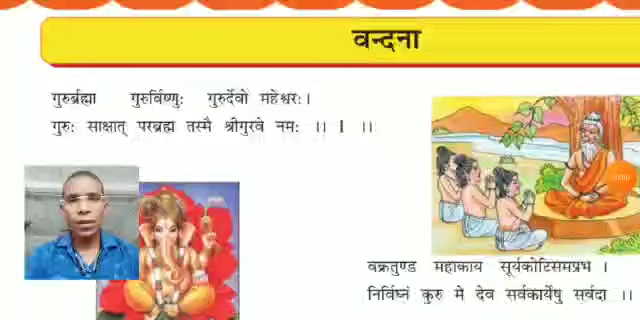 वन्दना
गुरुर्ब्रह्मा गुरुर्विष्णुः गुरुर्देवो महेश्वरः।
गुरुः साक्षात् परब्रह्म तस्मै श्रीगुरवे नमः ।। 1 ।।
वक्रतुण्ड महाकाय सूर्यकोटिसमप्रभ ।
निर्विघ्नं कुरु मे देव सर्वकार्येषु सर्वदा ।।